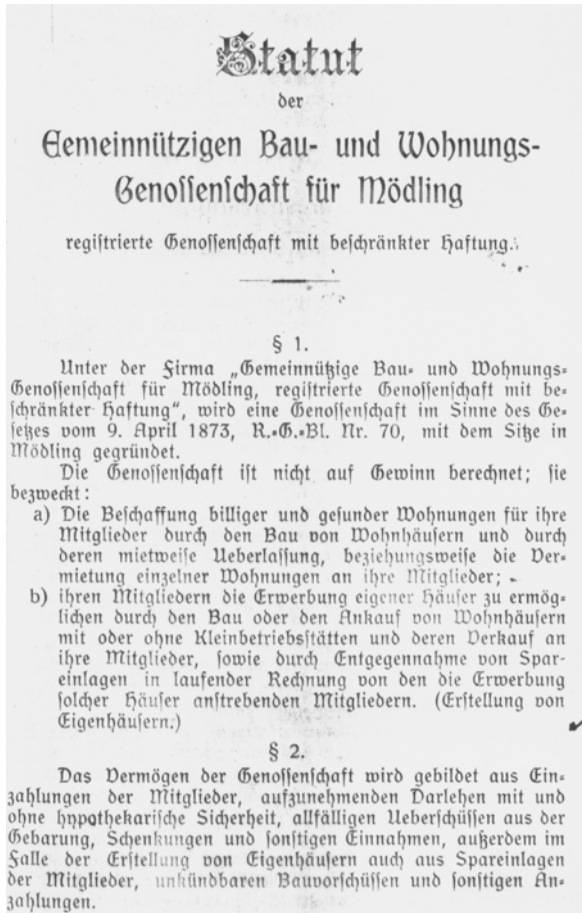 Statut
der
Gemeinnützigen Bau- und Wohnungs-
Genossenschaft für Mödling
registrierte Genossenschaft mit beschränkter Haftung.
§ 1.
Unter der Firma „Gemeinnützige Bau- und Wohnungs-
Genossenschaft für Mödling, registrierte Genossenschaft mit be-
schränkter Haftung“, wird eine Genossenschaft im Sinne des Ge-
setzes vom 9. April 1873, R.-G.-Bl. Nr. 70, mit dem Sitze in
Mödling gegründet.
Die Genossenschaft ist nicht auf Gewinn berechnet; sie
bezweckt:
a) Die Beschaffung billiger und gesunder Wohnungen für ihre
Mitglieder durch den Bau von Wohnhäusern und durch
deren mietweise Ueberlassung, beziehungsweise die Ver-
mietung einzelner Wohnungen an ihre Mitglieder;
b) ihren Mitgliedern die Erwerbung eigener Häuser zu ermög-
lichen durch den Bau oder den Ankauf von Wohnhäusern
mit oder ohne Kleinbetriebsstätten und deren Verkauf an
ihre Mitglieder, sowie durch Entgegennahme von Spar-
einlagen in laufender Rechnung von den die Erwerbung
solcher Häuser anstrebenden Mitgliedern. (Erstellung von
Eigenhäusern.)
§ 2.
Das Vermögen der Genossenschaft wird gebildet aus Ein-
zahlungen der Mitglieder, aufzunehmenden Darlehen mit und
ohne hypothekarische Sicherheit, allfälligen Ueberschüssen aus der
Gebarung, Schenkungen und sonstigen Einnahmen, außerdem im
Falle der Erstellung von Eigenhäusern auch aus Spareinlagen
der Mitglieder, unkündbaren Bauvorschüssen und sonstigen An-
zahlungen.